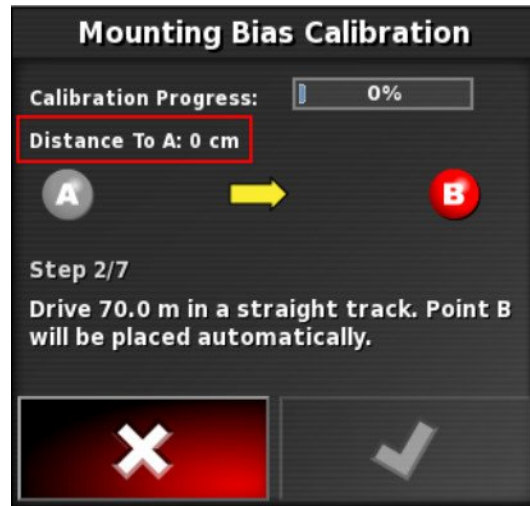 Mounting Bias Calibration
Calibration Progress: 0%
Distance To A: 0 cm
A B
Step 2/7
Drive 70.0 m in a straight track. Point B
will be placed automatically.